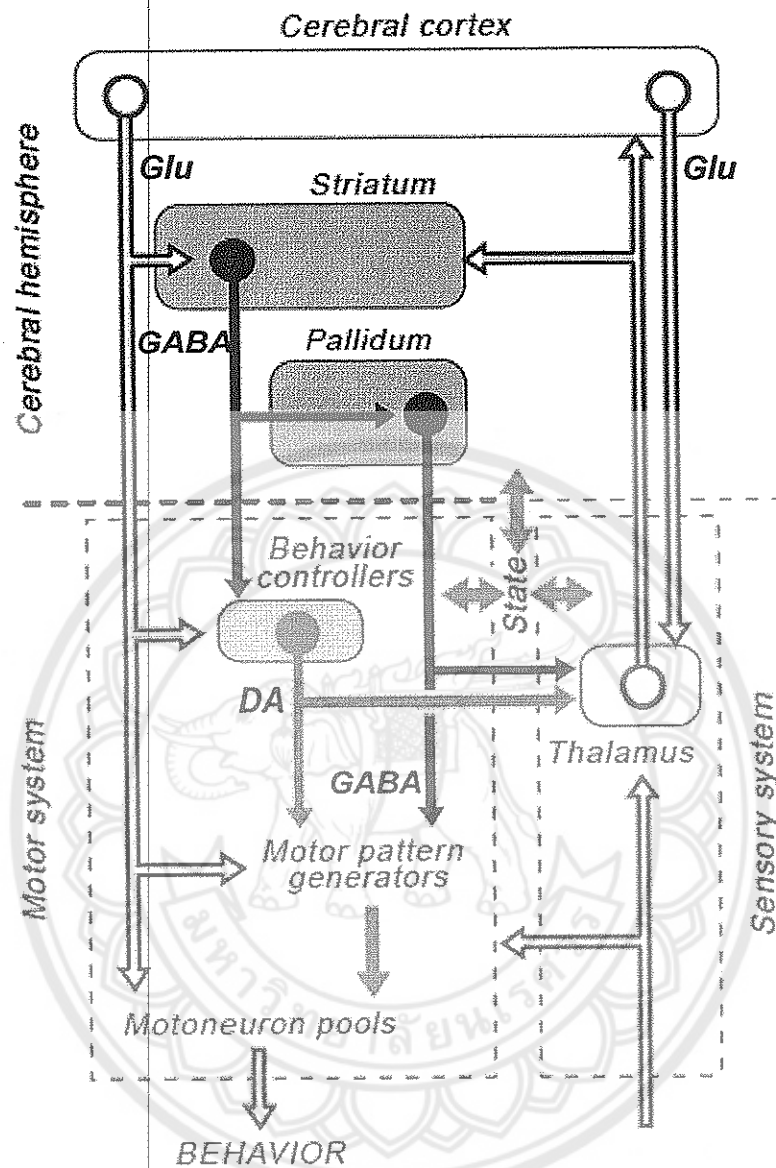 Cerebral cortex
Cerebral hemisphere
Glu
Glu
Striatum
GABA
Pallidum
Behavior
controllers
State
DA
Thalamus
GABA
Motor system
Sensory system
Motor pattern
generators
Motoneuron pools
BEHAVIOR